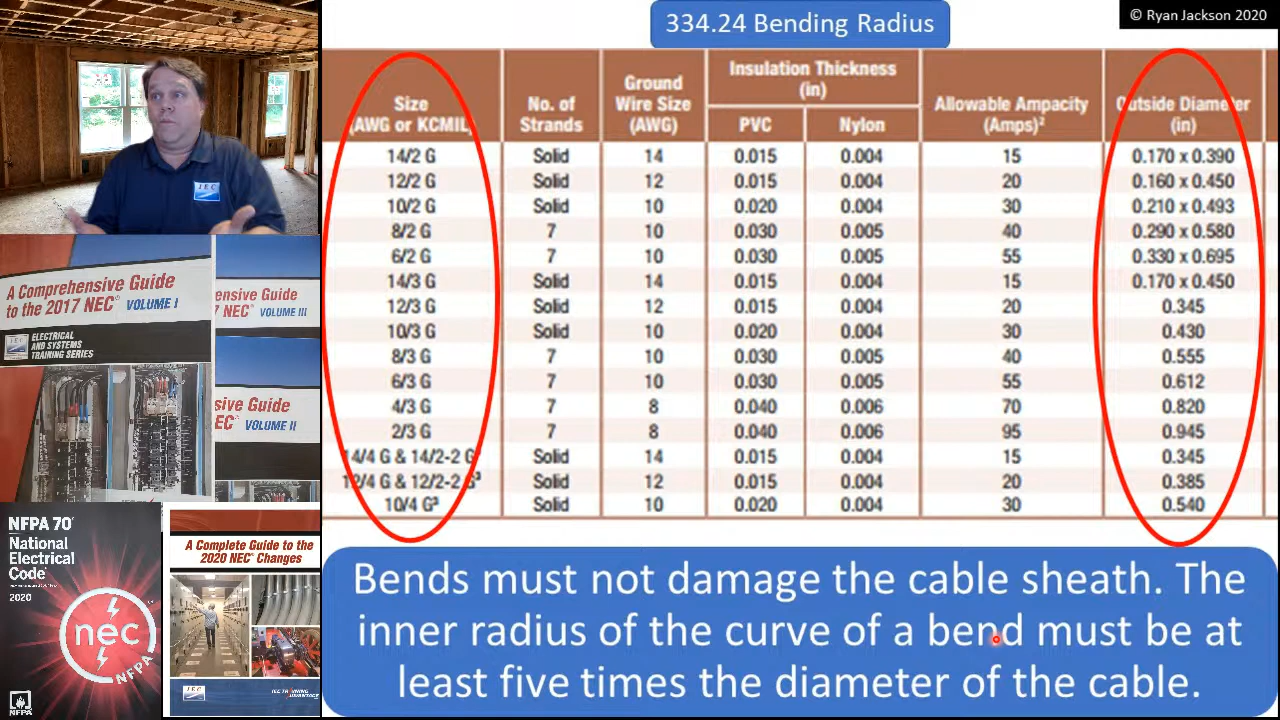 334.24 Bending Radius
© Ryan Jackson 2020
Size (AWG or KCMIL) No. of Strands Ground Wire Size (AWG) Insulation Thickness (in) PVC Nylon Allowable Ampacity (Amps)² Outside Diameter (in)
14/2 G Solid 14 0.015 0.004 15 0.170 x 0.390
12/2 G Solid 12 0.015 0.004 20 0.160 x 0.450
10/2 G Solid 10 0.020 0.004 30 0.210 x 0.493
8/2 G 7 10 0.030 0.005 40 0.290 x 0.580
6/2 G 7 10 0.030 0.005 55 0.330 x 0.695
14/3 G Solid 14 0.015 0.004 15 0.170 x 0.450
12/3 G Solid 12 0.015 0.004 20 0.345
10/3 G Solid 10 0.020 0.004 30 0.430
8/3 G 7 10 0.030 0.005 40 0.555
6/3 G 7 10 0.030 0.005 55 0.612
4/3 G 7 8 0.040 0.006 70 0.820
2/3 G 7 8 0.040 0.006 95 0.945
14/4 G & 14/2-2 G³ Solid 14 0.015 0.004 15 0.345
12/4 G & 12/2-2 G³ Solid 12 0.015 0.004 20 0.385
10/4 G³ Solid 10 0.020 0.004 30 0.540
Bends must not damage the cable sheath. The
inner radius of the curve of a bend must be at
least five times the diameter of the cable.
IEC
A Comprehensive Guide
to the 2017 NEC® VOLUME I
IEC
ELECTRICAL
AND SYSTEMS
TRAINING SERIES
ensive Guide
7 NEC® VOLUME III
sive Guide
EC® VOLUME II
NFPA 70®
National
Electrical
Code®
2020
nec
NFPA
NFPA
A Complete Guide to the
2020 NEC® Changes
IEC